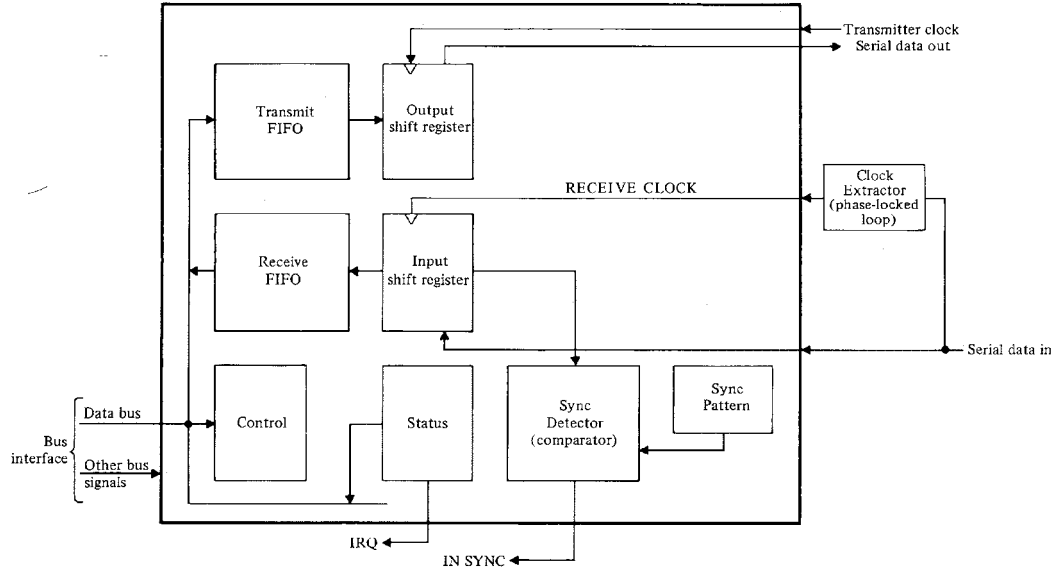 Transmitter clock
Serial data out
Transmit
FIFO
Output
shift register
RECEIVE CLOCK
Clock
Extractor
(phase-locked
loop)
Receive
FIFO
Input
shift register
Serial data in
Data bus
Bus
interface
Other bus
signals
Control
Status
Sync
Detector
(comparator)
Sync
Pattern
IRQ
IN SYNC